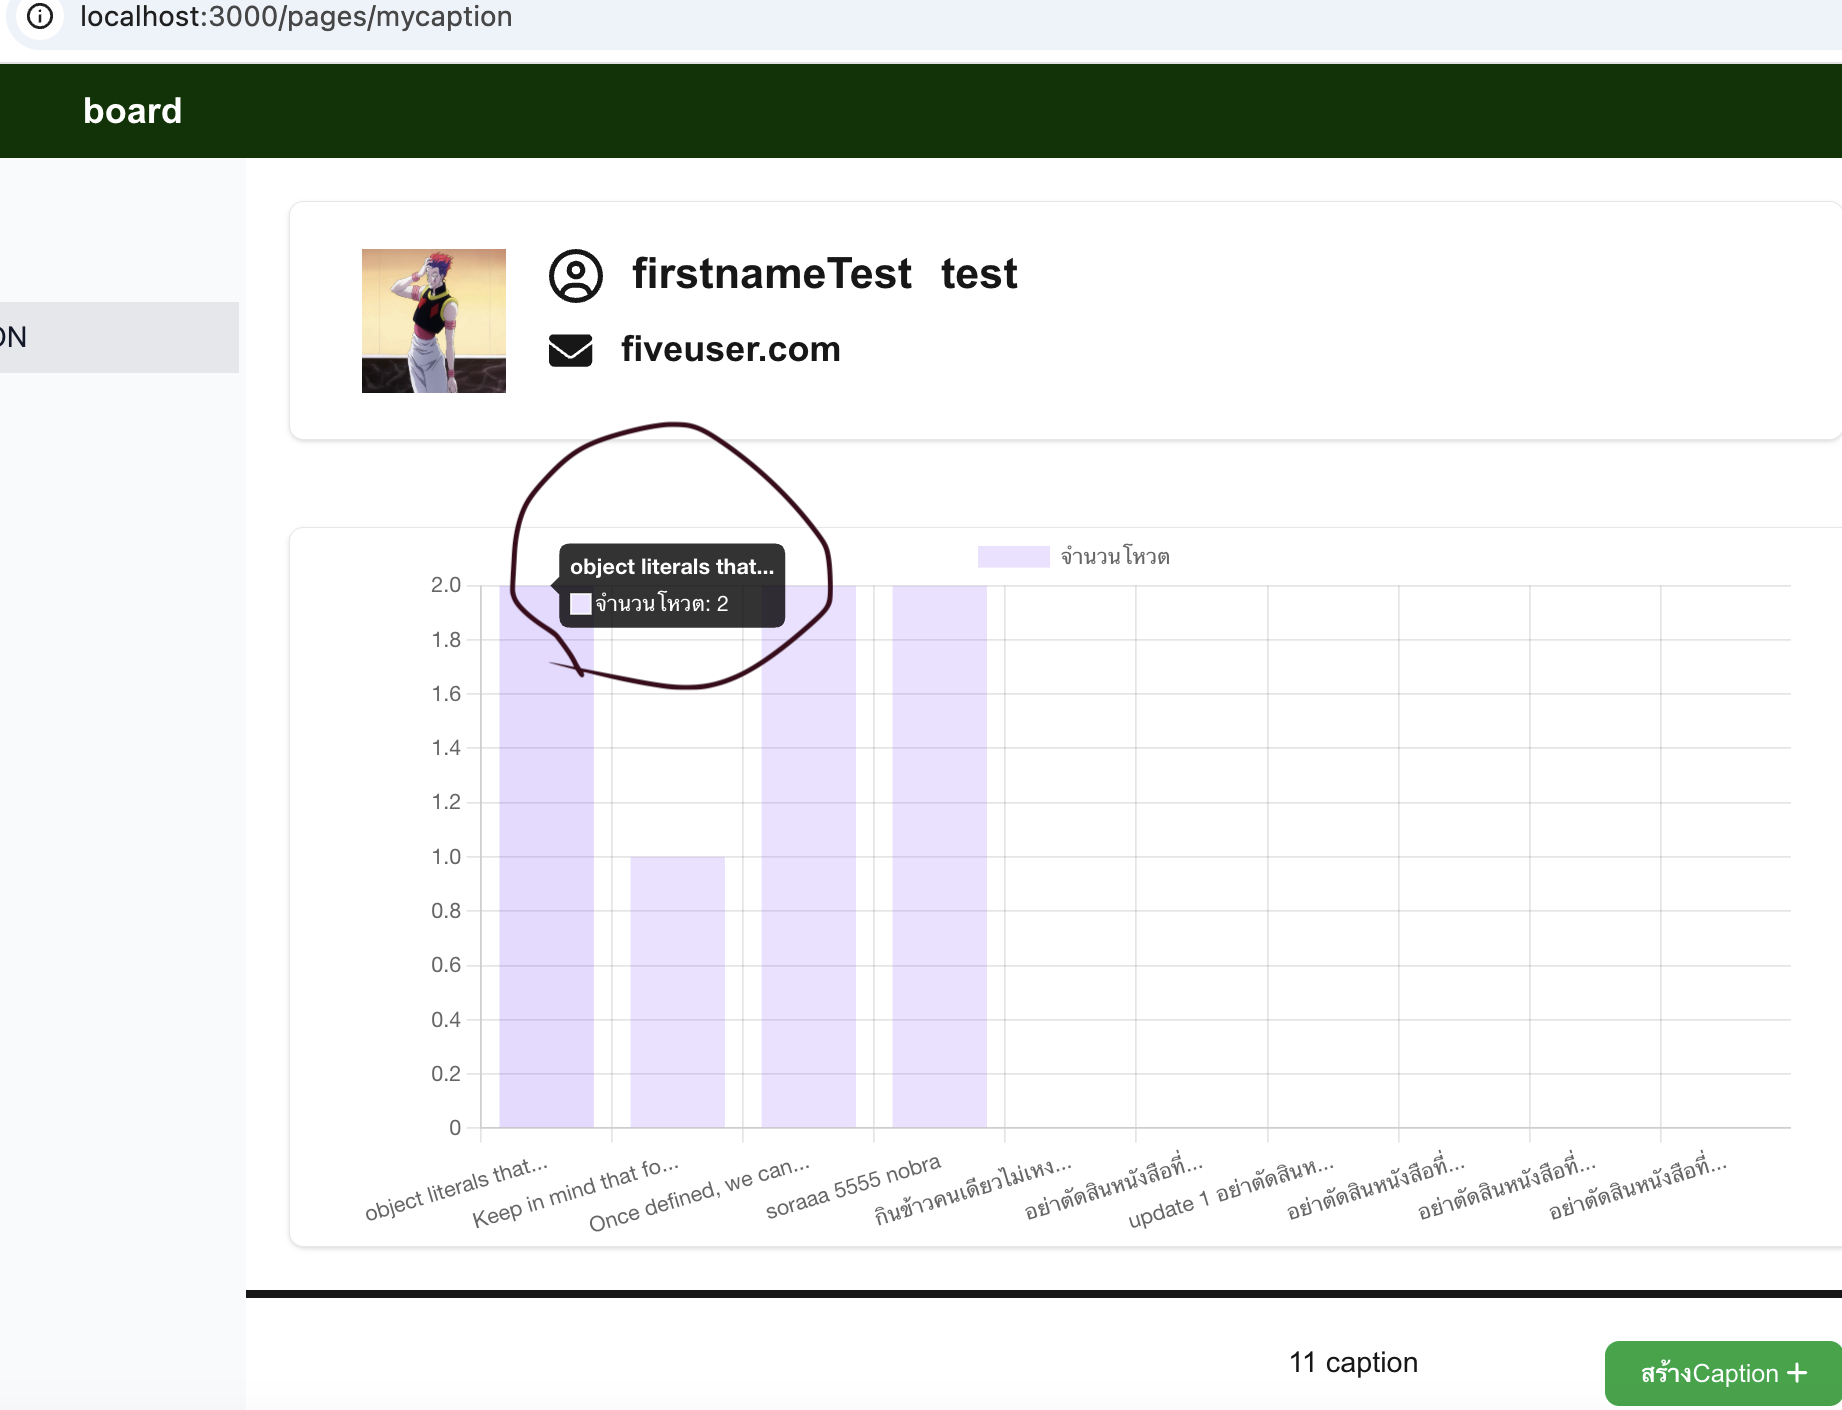 localhost:3000/pages/mycaption
board
ON
firstnameTest test
fiveuser.com
จำนวนโหวต
object literals that...
จำนวนโหวต: 2
2.0
1.8
1.6
1.4
1.2
1.0
0.8
0.6
0.4
0.2
0
object literals that...
Keep in mind that fo...
Once defined, we can...
soraaa 5555 nobra
กินข้าวคนเดียวไม่เหง...
อย่าตัดสินหนังสือที่...
update 1 อย่าตัดสินห...
อย่าตัดสินหนังสือที่...
อย่าตัดสินหนังสือที่...
อย่าตัดสินหนังสือที่...
11 caption
สร้างCaption +